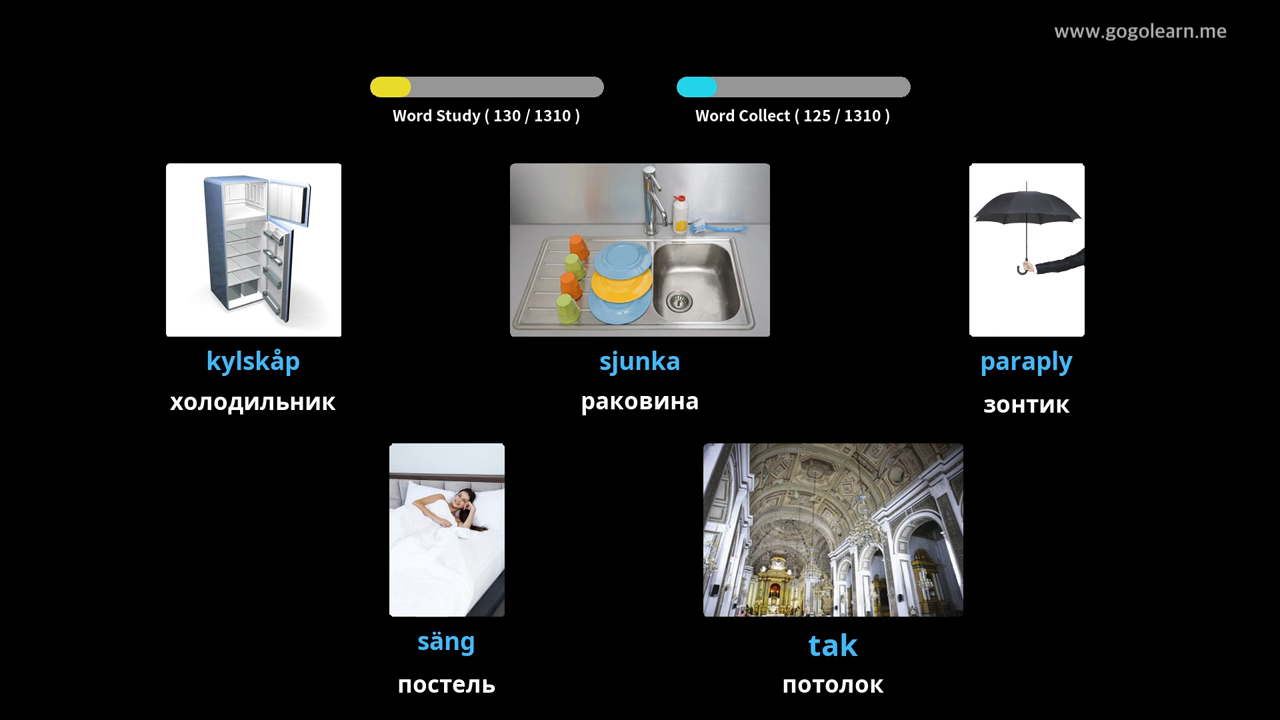 www.gogolearn.me
Word Study ( 130 / 1310 )
Word Collect ( 125 / 1310 )
kylskåp
холодильник
sjunka
раковина
paraply
зонтик
säng
постель
tak
потолок